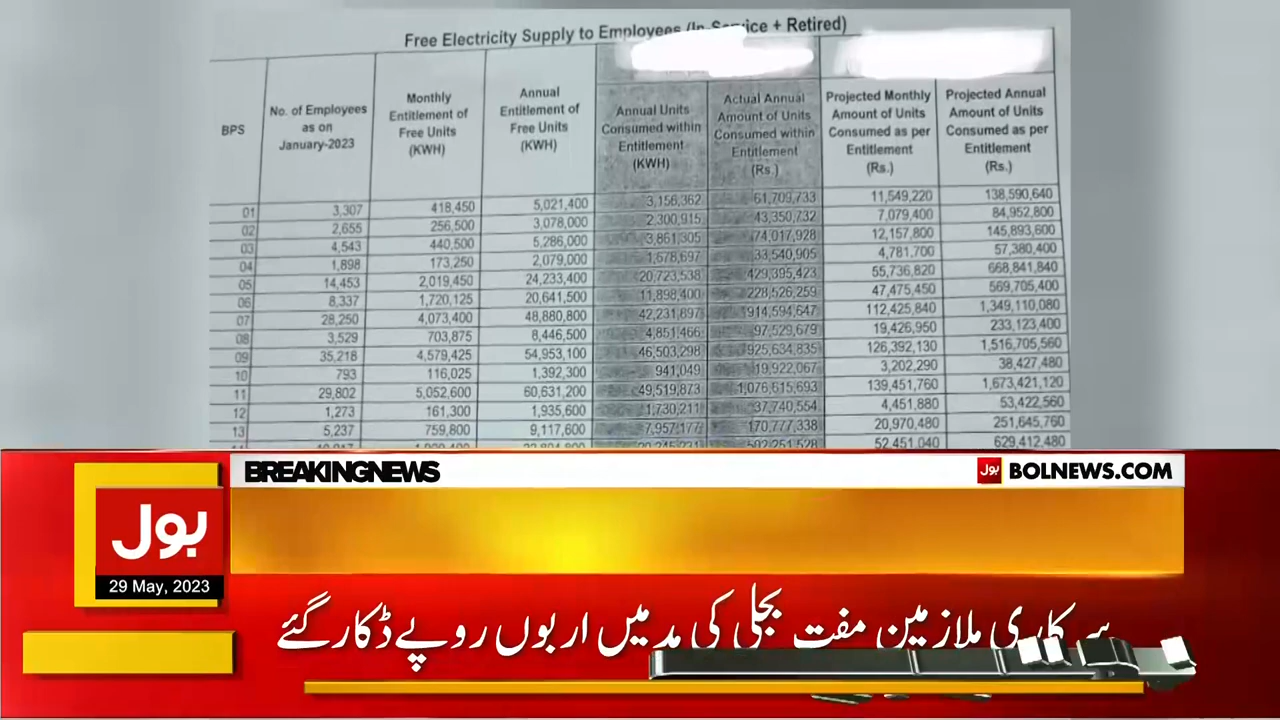 Free Electricity Supply to Employees (In-Service + Retired)
BPS No. of Employees as on January-2023 Monthly Entitlement of Free Units (KWH) Annual Entitlement of Free Units (KWH) Annual Units Consumed within Entitlement (KWH) Actual Annual Amount of Units Consumed within Entitlement (Rs.) Projected Monthly Amount of Units Consumed as per Entitlement (Rs.) Projected Annual Amount of Units Consumed as per Entitlement (Rs.)
01 3,307 418,450 5,021,400 3,156,362 61,709,733 11,549,220 138,590,640
02 2,655 256,500 3,078,000 2,300,915 43,350,732 7,079,400 84,952,800
03 4,543 440,500 5,286,000 3,861,305 74,017,928 12,157,800 145,893,600
04 1,898 173,250 2,079,000 1,678,697 33,540,905 4,781,700 57,380,400
05 14,453 2,019,450 24,233,400 20,723,538 429,395,423 55,736,820 668,841,840
06 8,337 1,720,125 20,641,500 11,898,400 228,526,259 47,475,450 569,705,400
07 28,250 4,073,400 48,880,800 42,231,897 914,594,647 112,425,840 1,349,110,080
08 3,529 703,875 8,446,500 4,851,466 97,529,679 19,426,950 233,123,400
09 35,218 4,579,425 54,953,100 46,503,298 925,634,835 126,392,130 1,516,705,560
10 793 116,025 1,392,300 941,049 19,922,067 3,202,290 38,427,480
11 29,802 5,052,600 60,631,200 49,519,873 1,076,615,693 139,451,760 1,673,421,120
12 1,273 161,300 1,935,600 1,730,211 37,740,554 4,451,880 53,422,560
13 5,237 759,800 9,117,600 7,957,177 170,777,338 20,970,480 251,645,760
52,451,040 629,412,480
BREAKINGNEWS
بول BOLNEWS.COM
بول
29 May, 2023
ملازمین مفت بجلی کی مد میں اربوں روپے ڈکار گئے